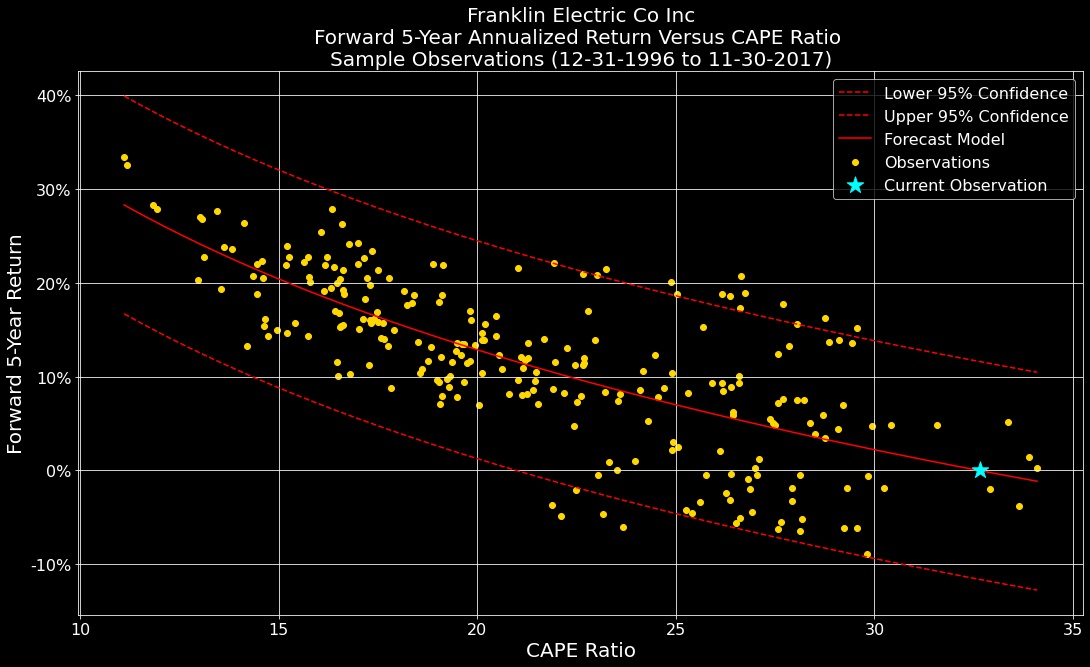 Franklin Electric Co Inc
Forward 5-Year Annualized Return Versus CAPE Ratio
Sample Observations (12-31-1996 to 11-30-2017)
Lower 95% Confidence
Upper 95% Confidence
Forecast Model
Observations
Current Observation
Forward 5-Year Return
40%
30%
20%
10%
0%
-10%
10 15 20 25 30 35
CAPE Ratio